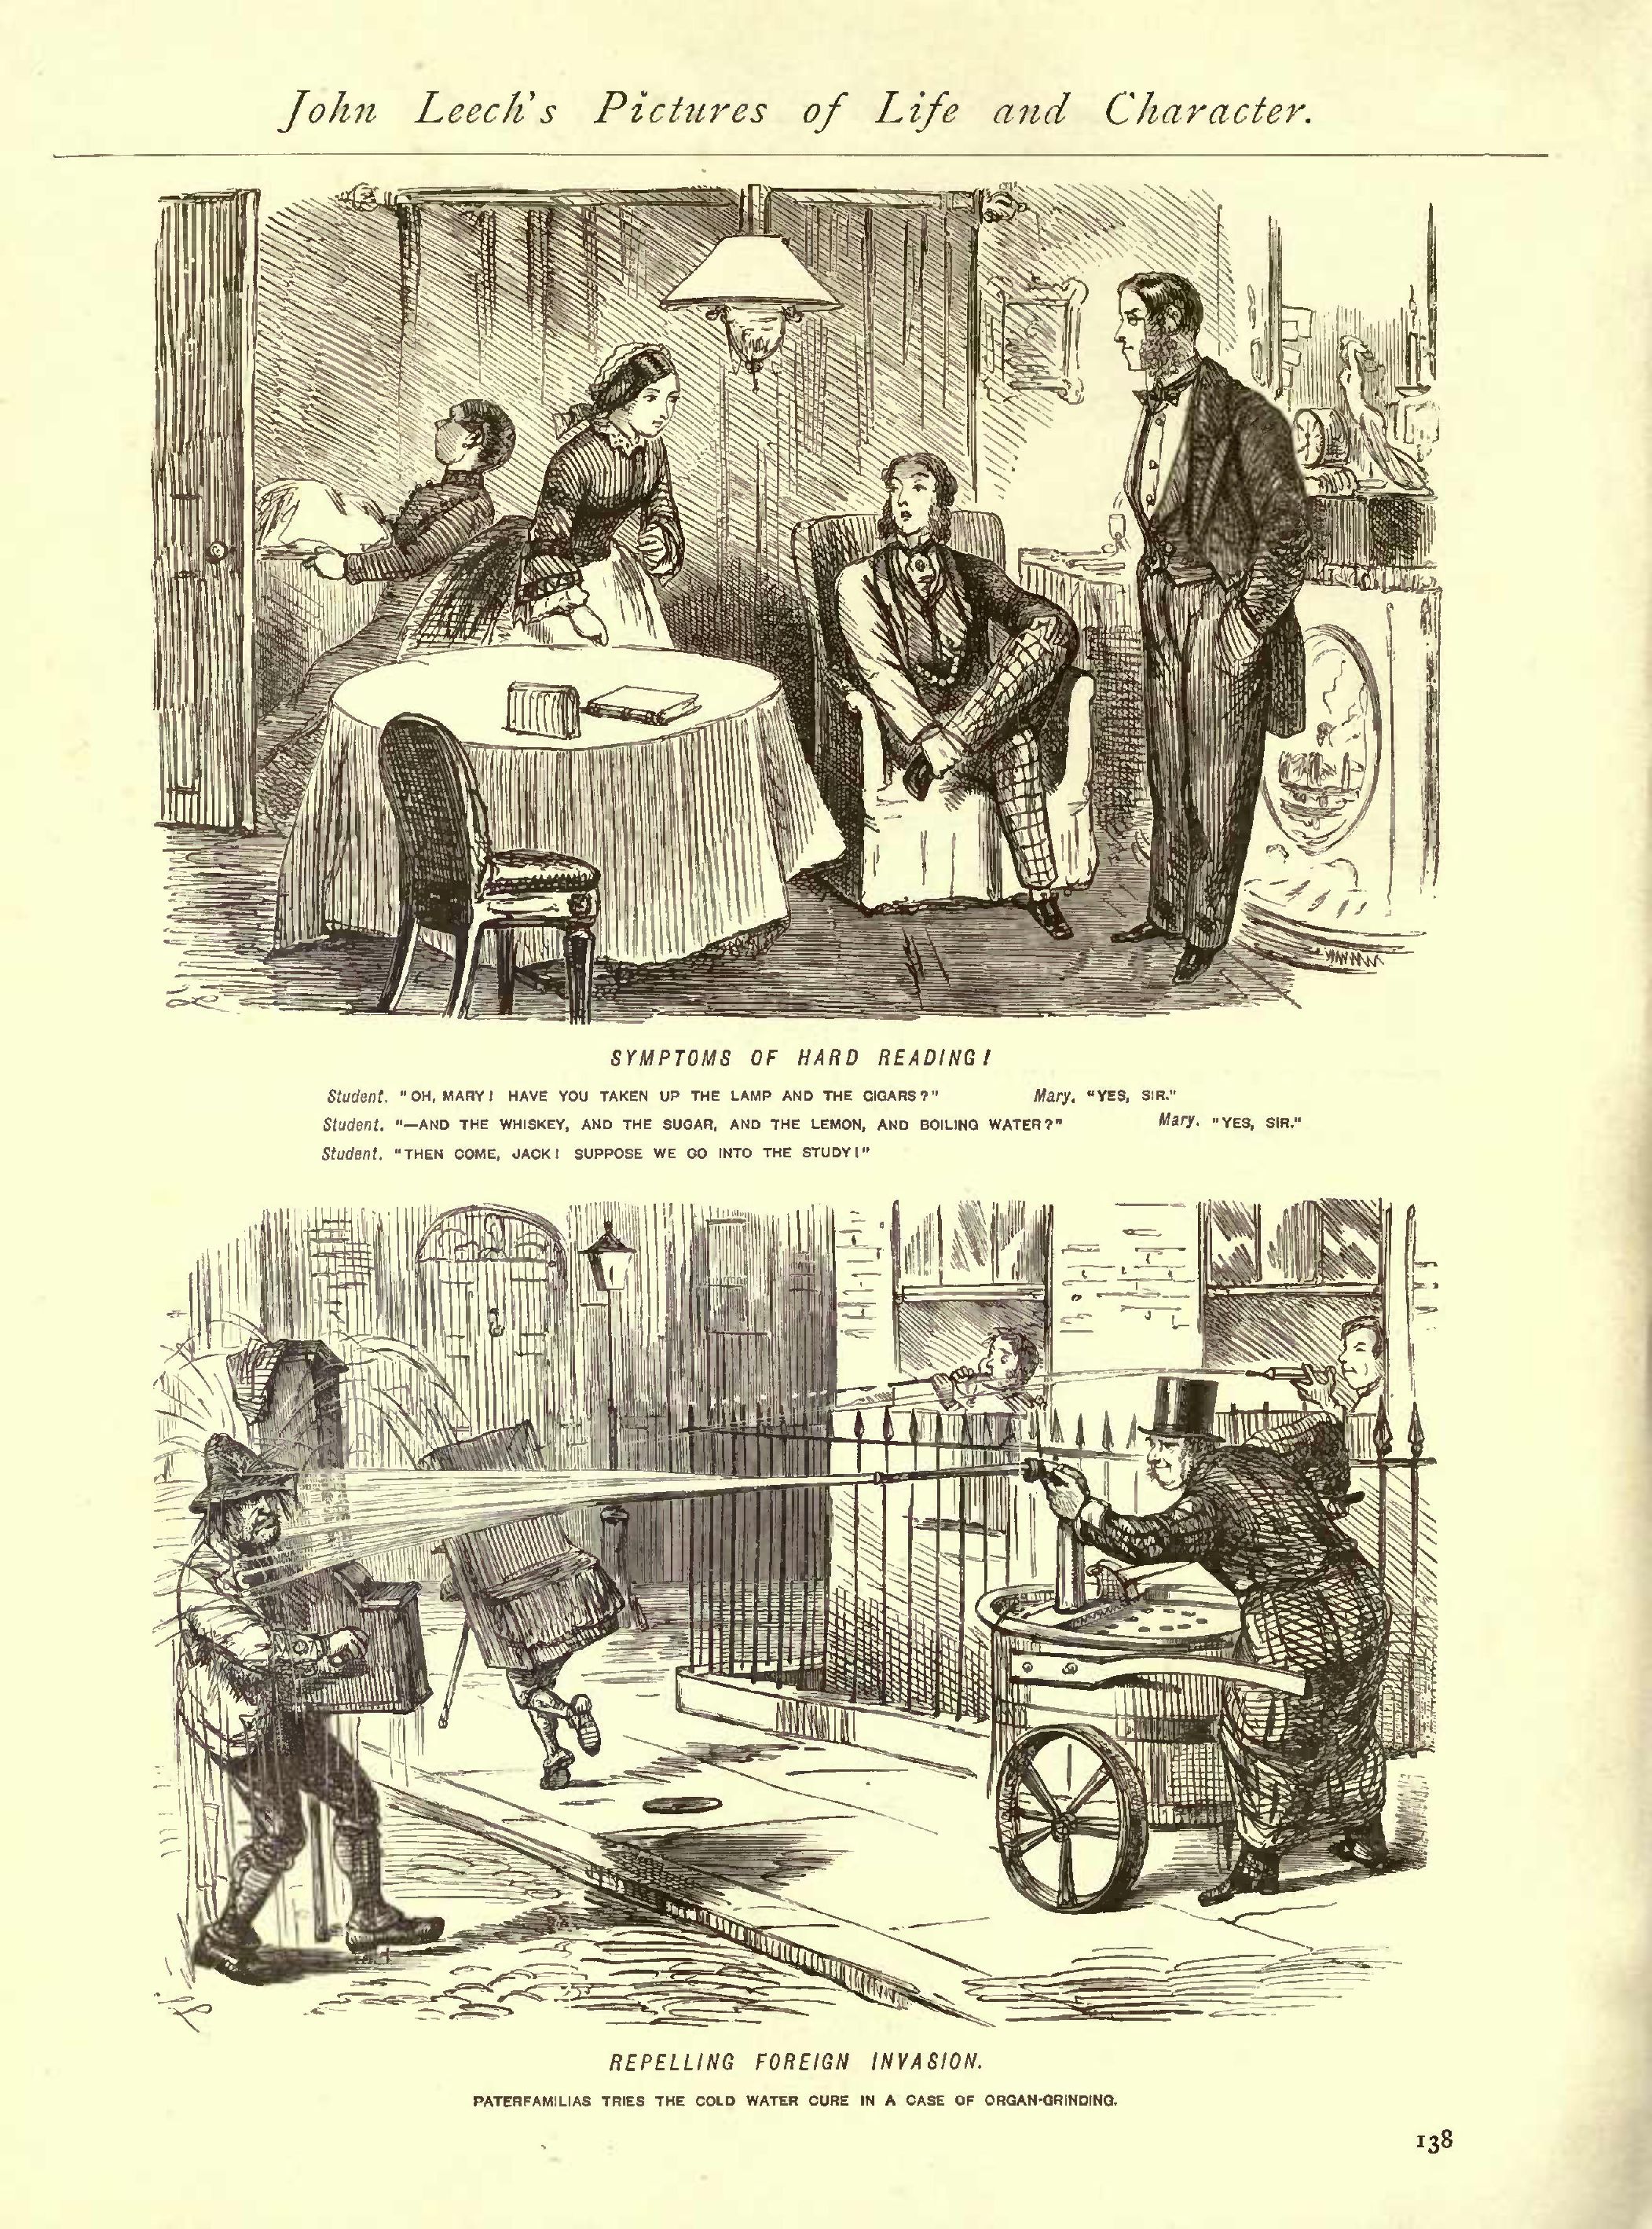 John Leech's Pictures of Life and Character.
SYMPTOMS OF HARD READING!
Student. "OH, MARY! HAVE YOU TAKEN UP THE LAMP AND THE CIGARS?" Mary. "YES, SIR."
Student. "—AND THE WHISKEY, AND THE SUGAR, AND THE LEMON, AND BOILING WATER?" Mary. "YES, SIR."
Student. "THEN COME, JACK! SUPPOSE WE GO INTO THE STUDY!"
REPELLING FOREIGN INVASION.
PATERFAMILIAS TRIES THE COLD WATER CURE IN A CASE OF ORGAN-GRINDING.
138